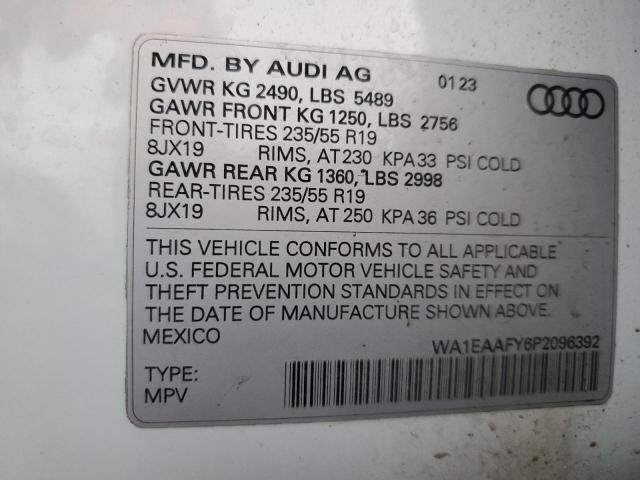 MFD. BY AUDI AG 0123
GVWR KG 2490, LBS 5489
GAWR FRONT KG 1250, LBS 2756
FRONT-TIRES 235/55 R19
8JX19 RIMS, AT 230 KPA 33 PSI COLD
GAWR REAR KG 1360, LBS 2998
REAR-TIRES 235/55 R19
8JX19 RIMS, AT 250 KPA 36 PSI COLD
THIS VEHICLE CONFORMS TO ALL APPLICABLE
U.S. FEDERAL MOTOR VEHICLE SAFETY AND
THEFT PREVENTION STANDARDS IN EFFECT ON
THE DATE OF MANUFACTURE SHOWN ABOVE.
MEXICO
WA1EAAFY6P2096392
TYPE:
MPV